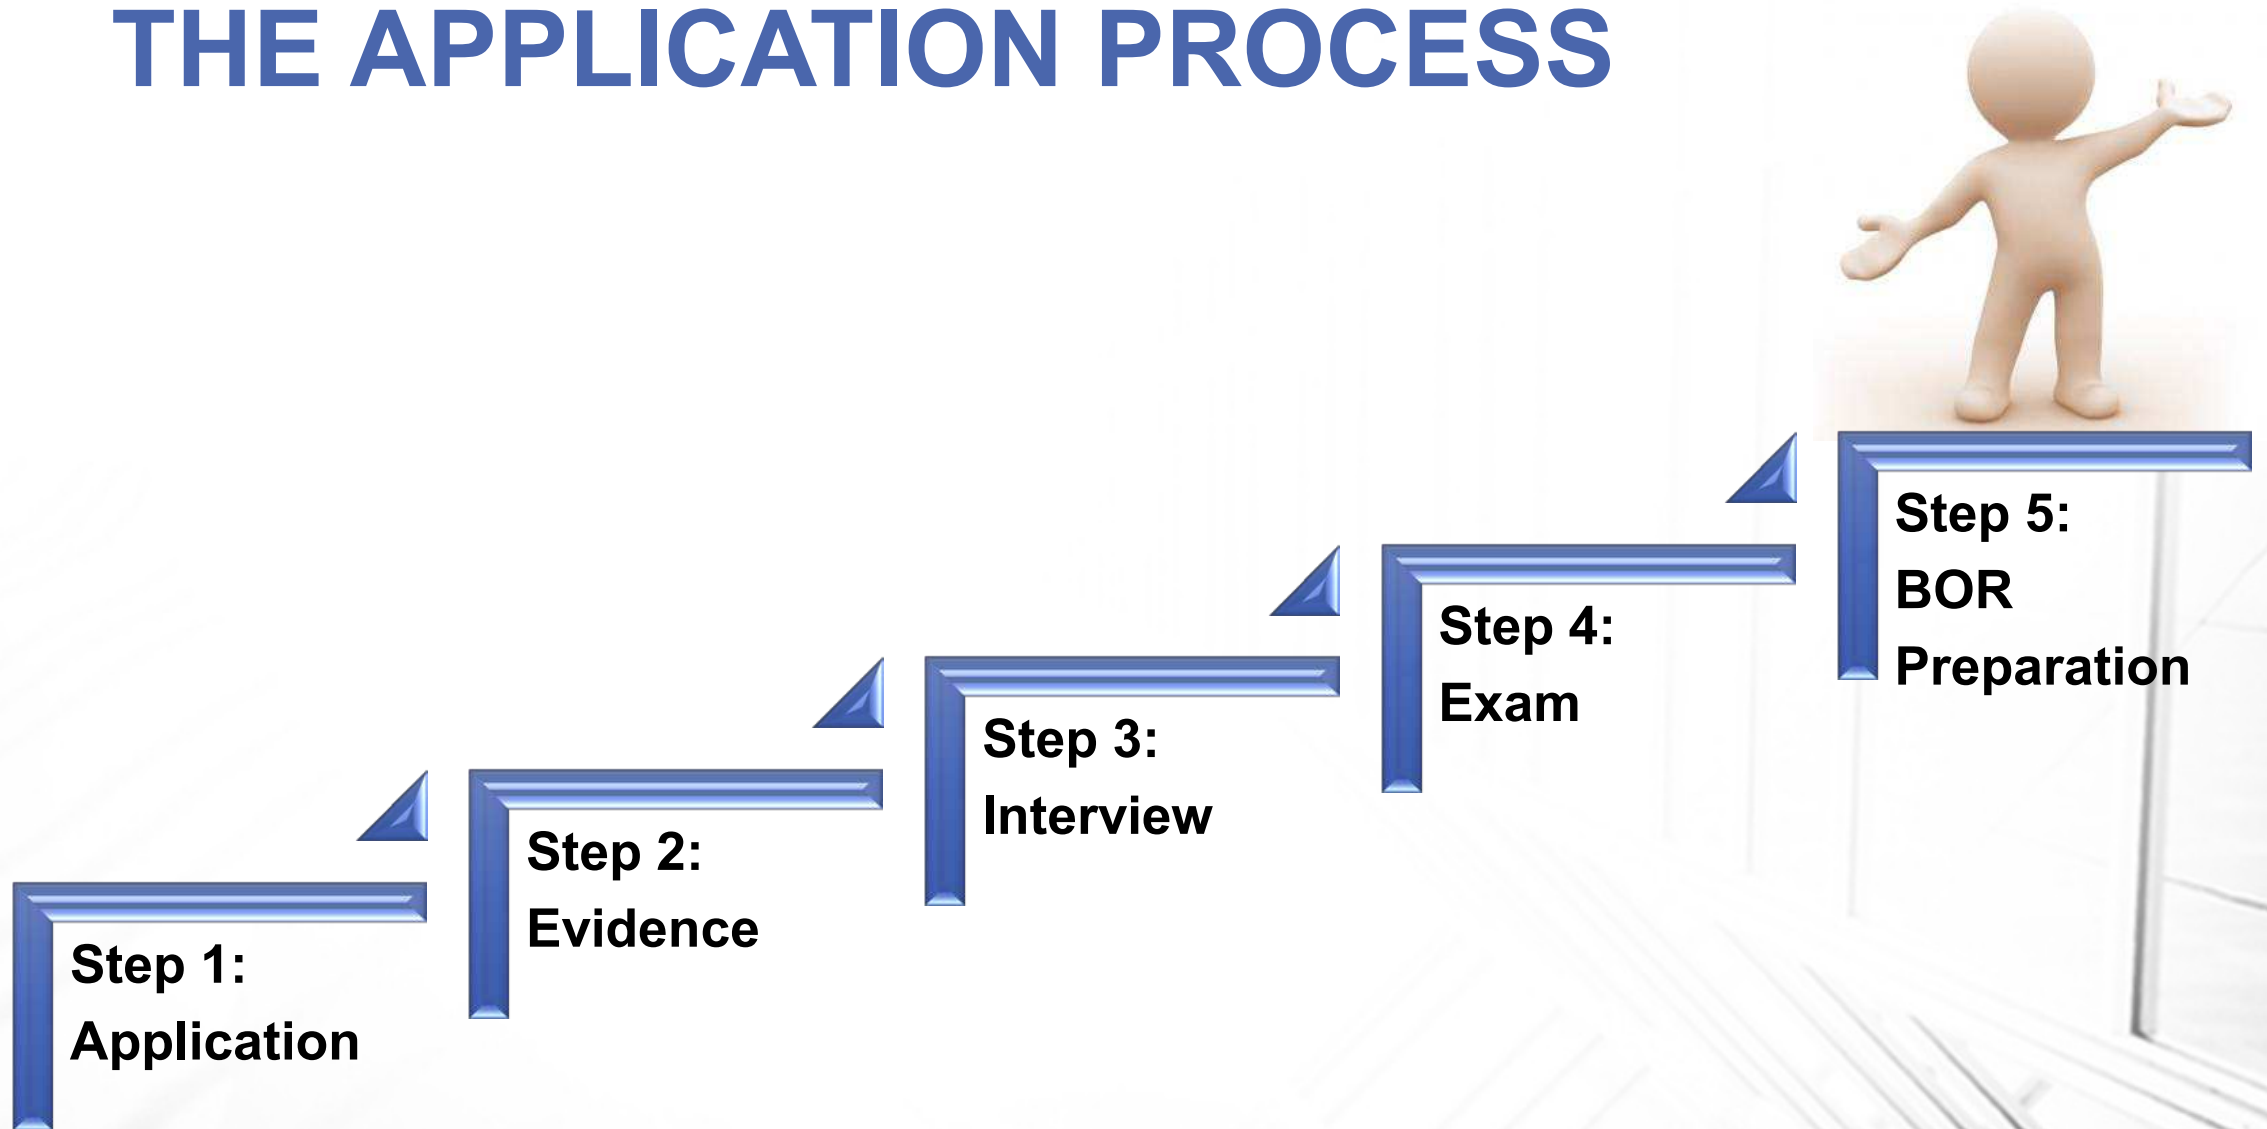 THE APPLICATION PROCESS
Step 1:
Application
Step 2:
Evidence
Step 3:
Interview
Step 4:
Exam
Step 5:
BOR
Preparation